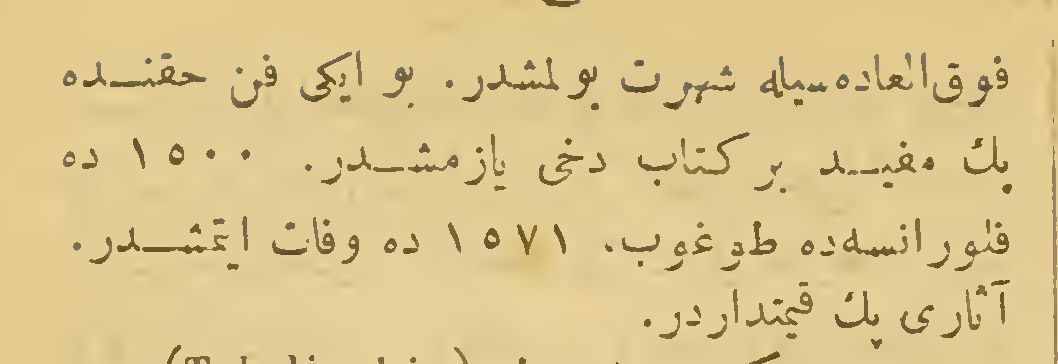 فوق‌العاده‌سیله شهرت بولمشدر. بو ایکی فن حقنده
پك مفید بر کتاب دخی یازمشدر. ۱۵۰۰ ده
فلورانسه‌ده طوغوب، ۱۵۷۱ ده وفات ایتمشدر.
آثاری پك قیمتداردر.